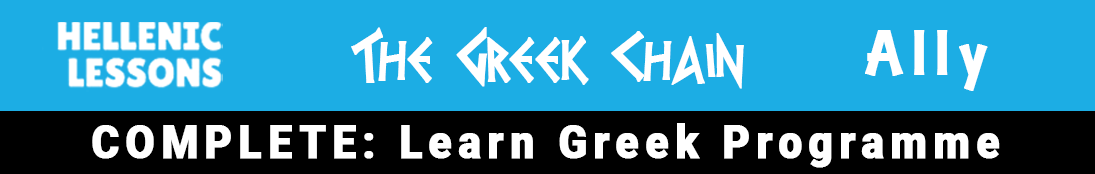 HELLENIC
LESSONS
THE GREEK CHAIN
Ally
COMPLETE: Learn Greek Programme